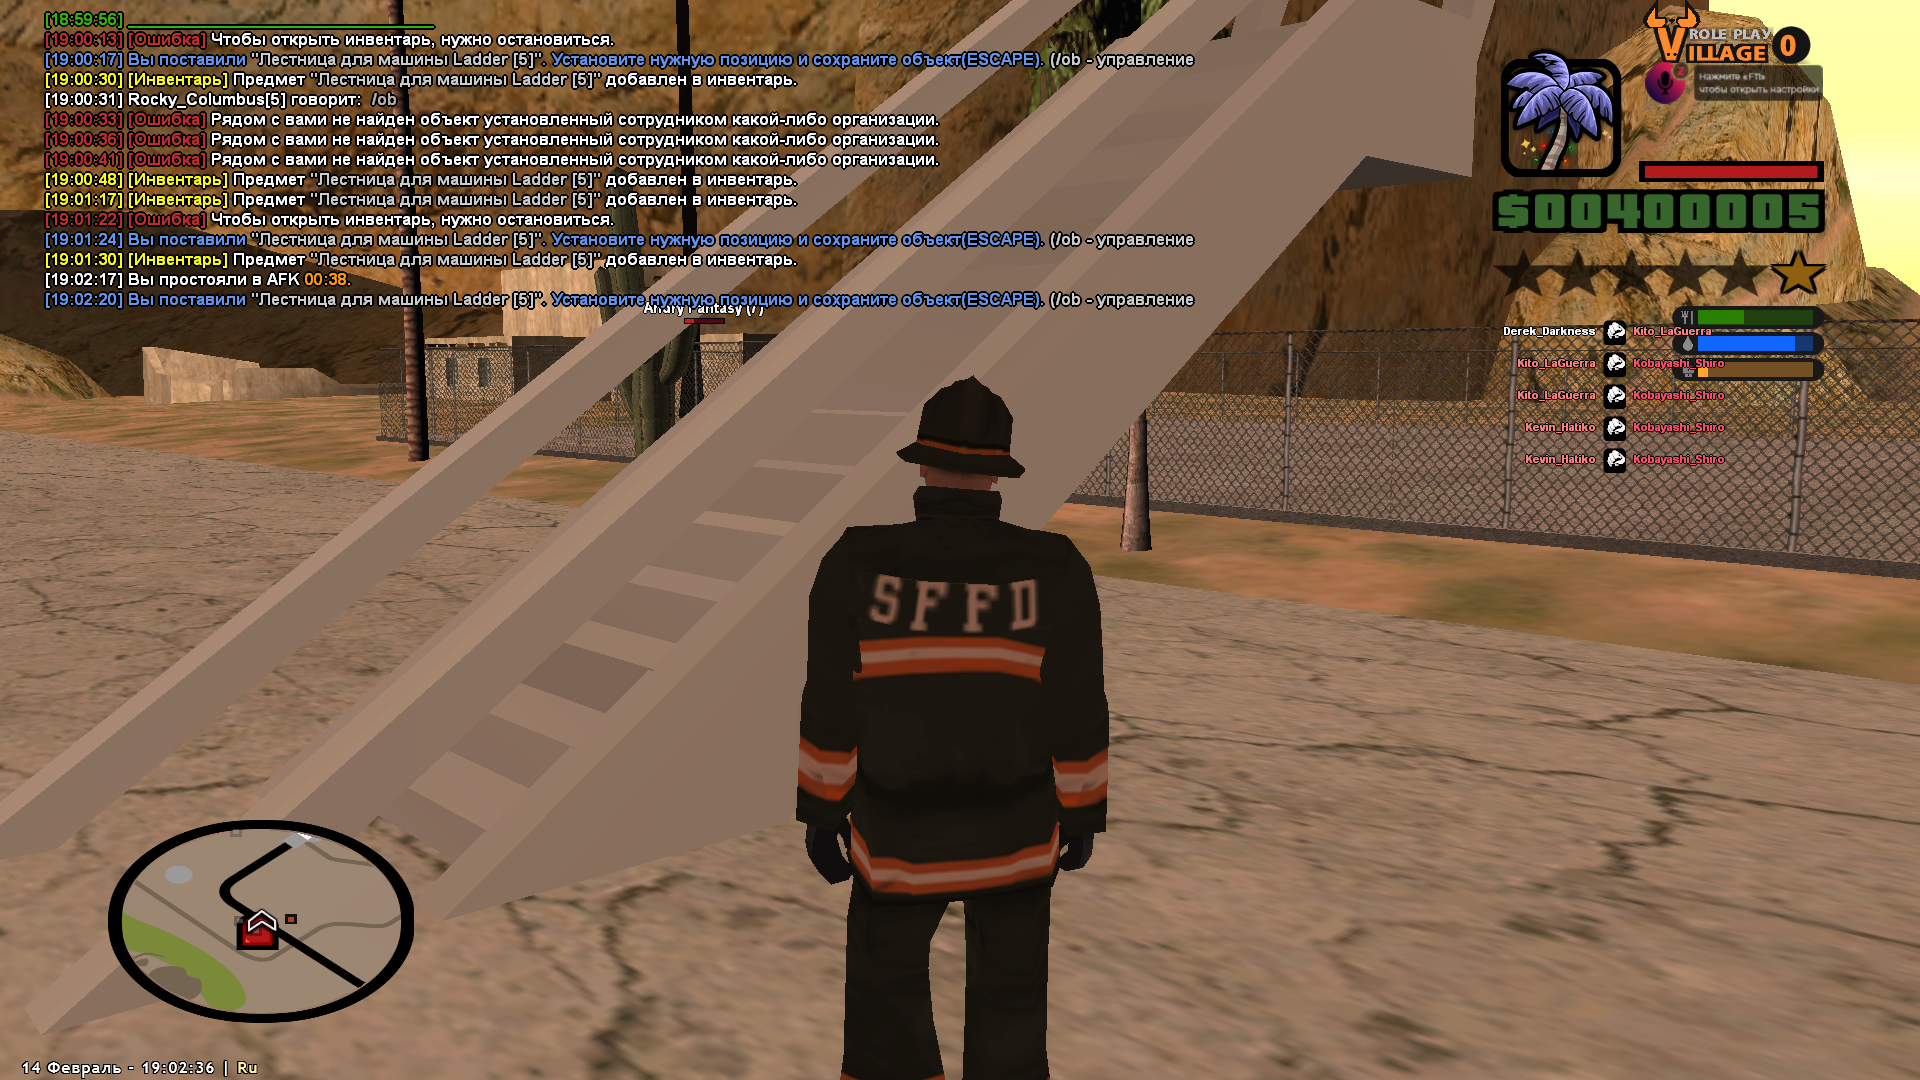 [18:59:56]
[19:00:13] [Ошибка] Чтобы открыть инвентарь, нужно остановиться.
[19:00:17] Вы поставили "Лестница для машины Ladder [5]". Установите нужную позицию и сохраните объект(ESCAPE). (/ob - управление
[19:00:30] [Инвентарь] Предмет "Лестница для машины Ladder [5]" добавлен в инвентарь.
[19:00:31] Rocky_Columbus[5] говорит: /ob
[19:00:33] [Ошибка] Рядом с вами не найден объект установленный сотрудником какой-либо организации.
[19:00:36] [Ошибка] Рядом с вами не найден объект установленный сотрудником какой-либо организации.
[19:00:41] [Ошибка] Рядом с вами не найден объект установленный сотрудником какой-либо организации.
[19:00:48] [Инвентарь] Предмет "Лестница для машины Ladder [5]" добавлен в инвентарь.
[19:01:17] [Инвентарь] Предмет "Лестница для машины Ladder [5]" добавлен в инвентарь.
[19:01:22] [Ошибка] Чтобы открыть инвентарь, нужно остановиться.
[19:01:24] Вы поставили "Лестница для машины Ladder [5]". Установите нужную позицию и сохраните объект(ESCAPE). (/ob - управление
[19:01:30] [Инвентарь] Предмет "Лестница для машины Ladder [5]" добавлен в инвентарь.
[19:02:17] Вы простояли в AFK 00:38.
[19:02:20] Вы поставили "Лестница для машины Ladder [5]". Установите нужную позицию и сохраните объект(ESCAPE). (/ob - управление
Andry Fantasy (7)
ROLE PLAY
VILLAGE 0
Нажмите
чтобы открыть настройки
$00400005
Derek_Darkness Kito_LaGuerra
Kito_LaGuerra Kobayashi_Shiro
Kito_LaGuerra Kobayashi_Shiro
Kevin_Hatiko Kobayashi_Shiro
Kevin_Hatiko Kobayashi_Shiro
SFFD
14 Февраль - 19:02:36 | Ru